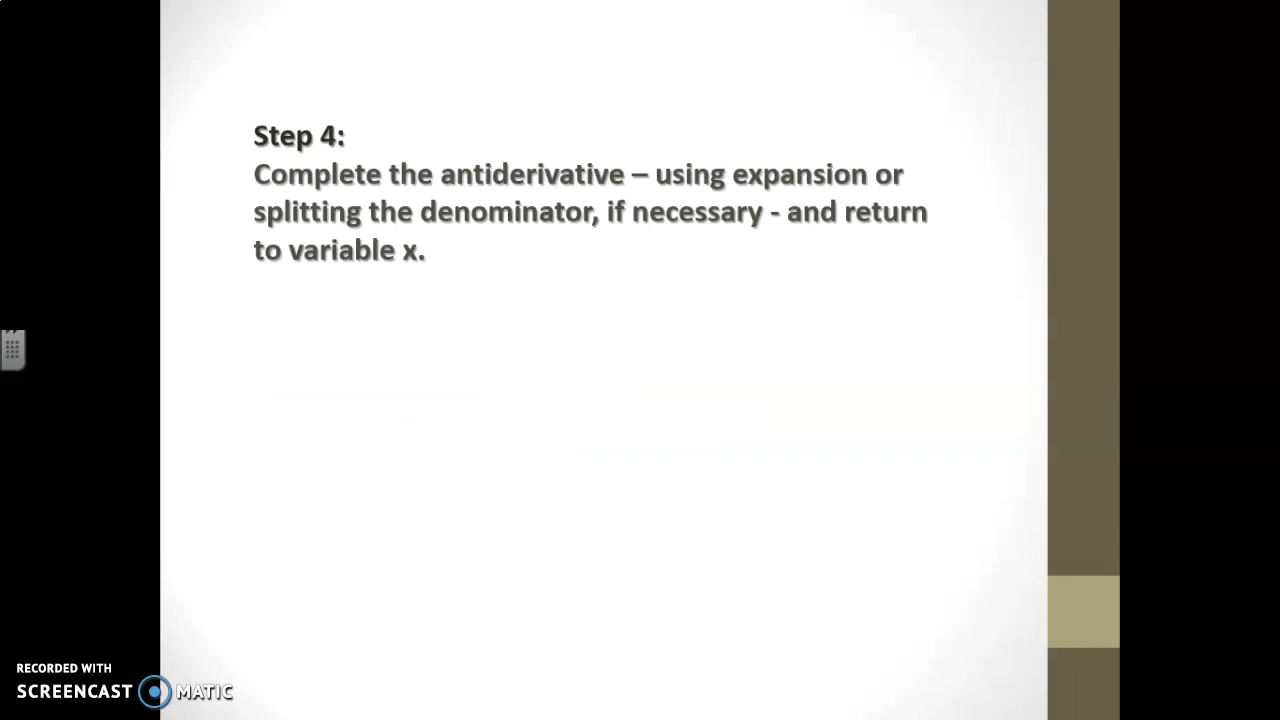 Step 4:
Complete the antiderivative – using expansion or
splitting the denominator, if necessary - and return
to variable x.
RECORDED WITH
SCREENCAST MATIC